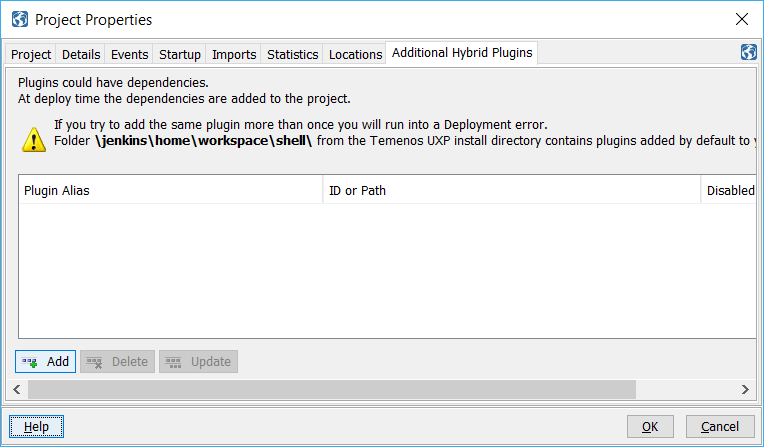 Project Properties
Project Details Events Startup Imports Statistics Locations Additional Hybrid Plugins
Plugins could have dependencies.
At deploy time the dependencies are added to the project.
If you try to add the same plugin more than once you will run into a Deployment error.
Folder \jenkins\home\workspace\shell\ from the Temenos UXP install directory contains plugins added by default to
Plugin Alias ID or Path Disabled
Add Delete Update
Help OK Cancel